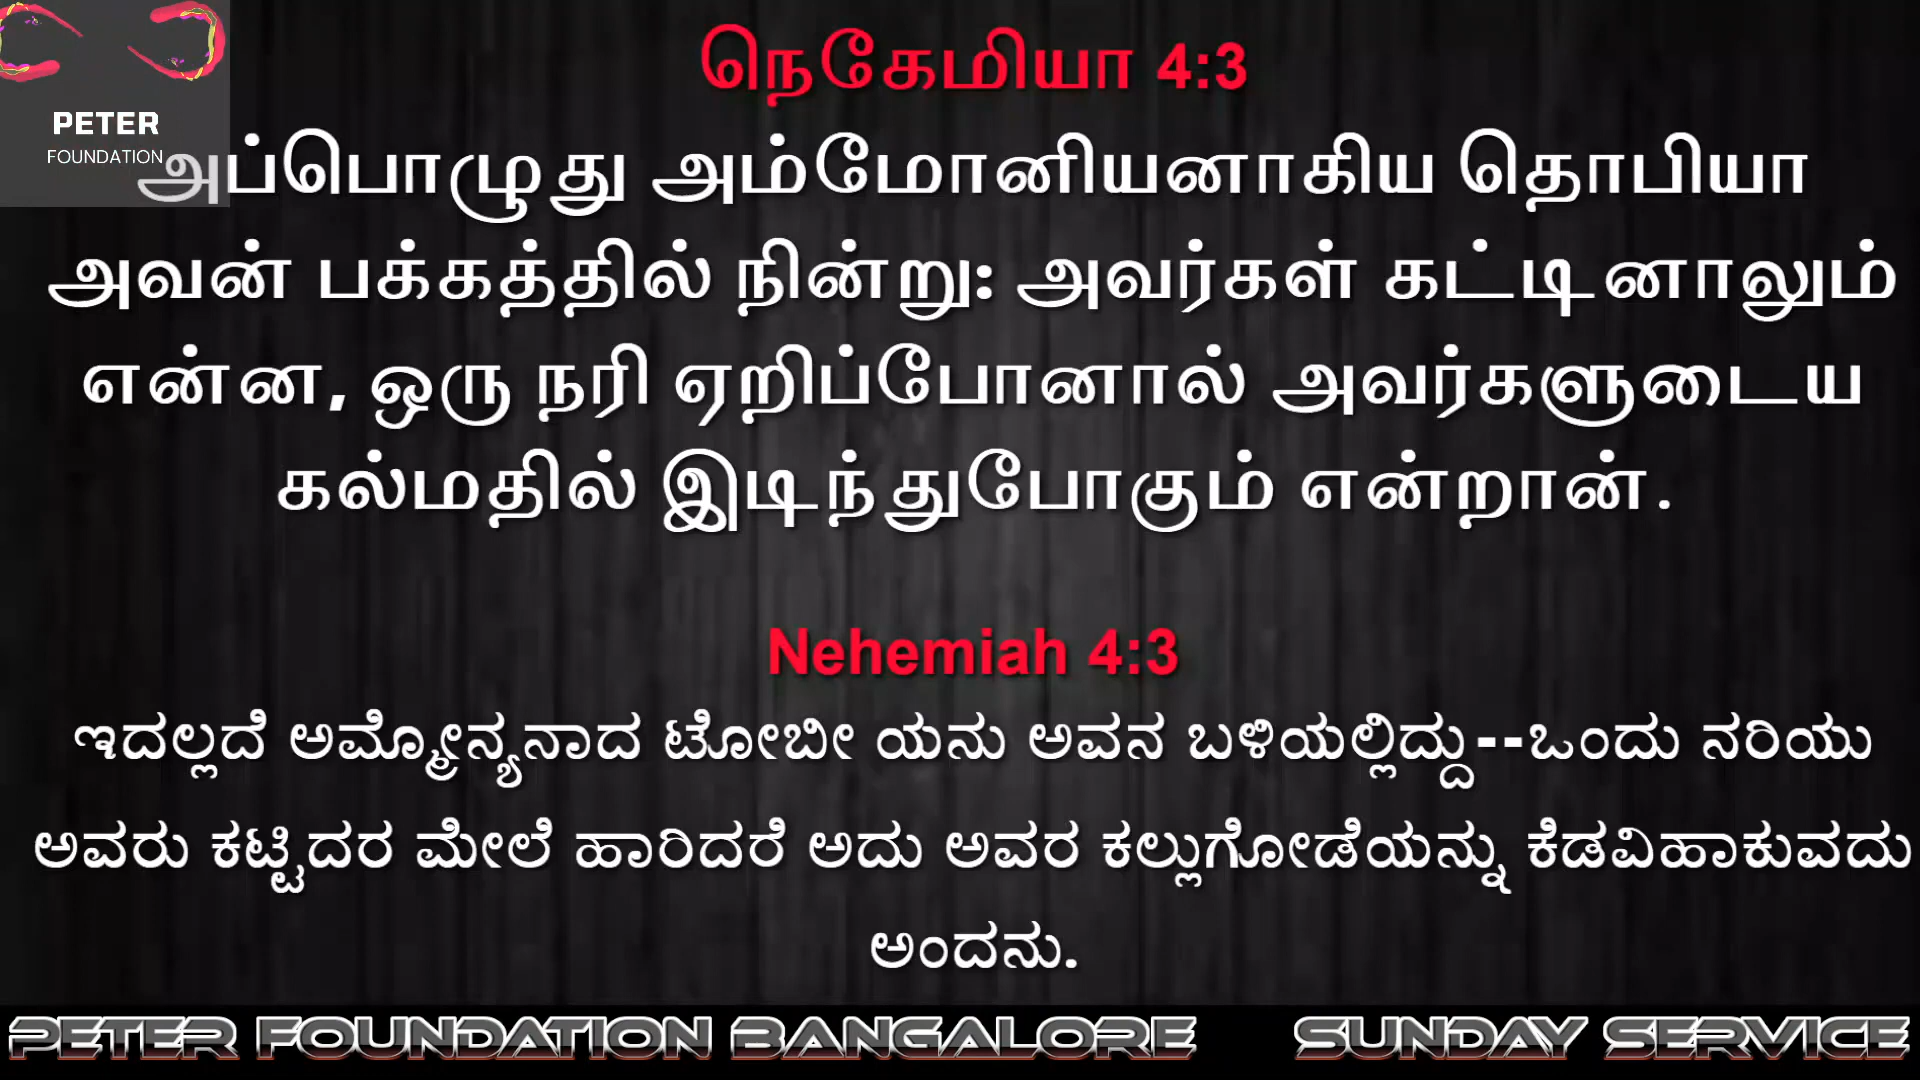 நெகேமியா 4:3
PETER
FOUNDATION
அப்பொழுது அம்மோனியனாகிய தொபியா
அவன் பக்கத்தில் நின்று: அவர்கள் கட்டினாலும்
என்ன, ஒரு நரி ஏறிப்போனால் அவர்களுடைய
கல்மதில் இடிந்துபோகும் என்றான்.
Nehemiah 4:3
ಇದಲ್ಲದೆ ಅಮ್ಮೋನ್ಯನಾದ ಟೋಬೀ ಯನು ಅವನ ಬಳಿಯಲ್ಲಿದ್ದು--ಒಂದು ನರಿಯು
ಅವರು ಕಟ್ಟಿದರ ಮೇಲೆ ಹಾರಿದರೆ ಅದು ಅವರ ಕಲ್ಲುಗೋಡೆಯನ್ನು ಕೆಡವಿಹಾಕುವದು
ಅಂದನು.
PETER FOUNDATION BANGALORE SUNDAY SERVICE